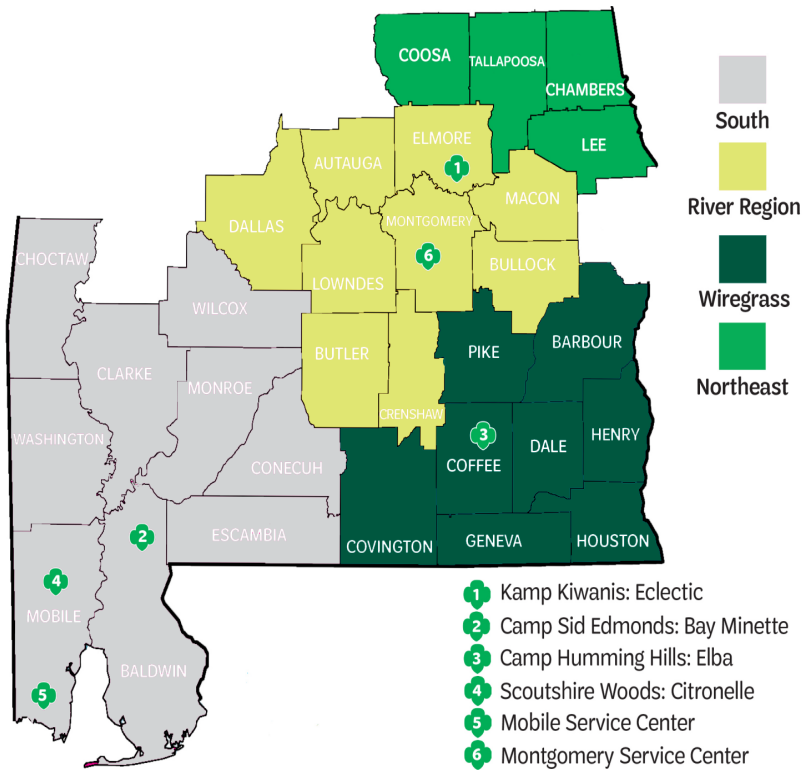 COOSA
TALLAPOOSA
CHAMBERS
LEE
ELMORE
1
AUTAUGA
MACON
DALLAS
MONTGOMERY
6
BULLOCK
LOWNDES
CHOCTAW
WILCOX
BUTLER
PIKE
BARBOUR
CLARKE
MONROE
CRENSHAW
3
COFFEE
DALE
HENRY
WASHINGTON
CONECUH
ESCAMBIA
COVINGTON
GENEVA
HOUSTON
2
4
MOBILE
BALDWIN
5
South
River Region
Wiregrass
Northeast
1 Kamp Kiwanis: Eclectic
2 Camp Sid Edmonds: Bay Minette
3 Camp Humming Hills: Elba
4 Scoutshire Woods: Citronelle
5 Mobile Service Center
6 Montgomery Service Center